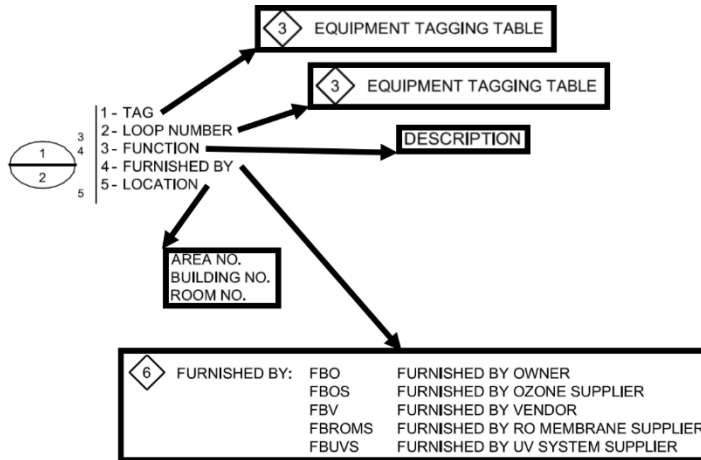 3 EQUIPMENT TAGGING TABLE
3 EQUIPMENT TAGGING TABLE
1 - TAG
2 - LOOP NUMBER
3 - FUNCTION
4 - FURNISHED BY
5 - LOCATION
3
4
1
2
5
DESCRIPTION
AREA NO.
BUILDING NO.
ROOM NO.
6 FURNISHED BY: FBO FURNISHED BY OWNER
FBOS FURNISHED BY OZONE SUPPLIER
FBV FURNISHED BY VENDOR
FBROMS FURNISHED BY RO MEMBRANE SUPPLIER
FBUVS FURNISHED BY UV SYSTEM SUPPLIER